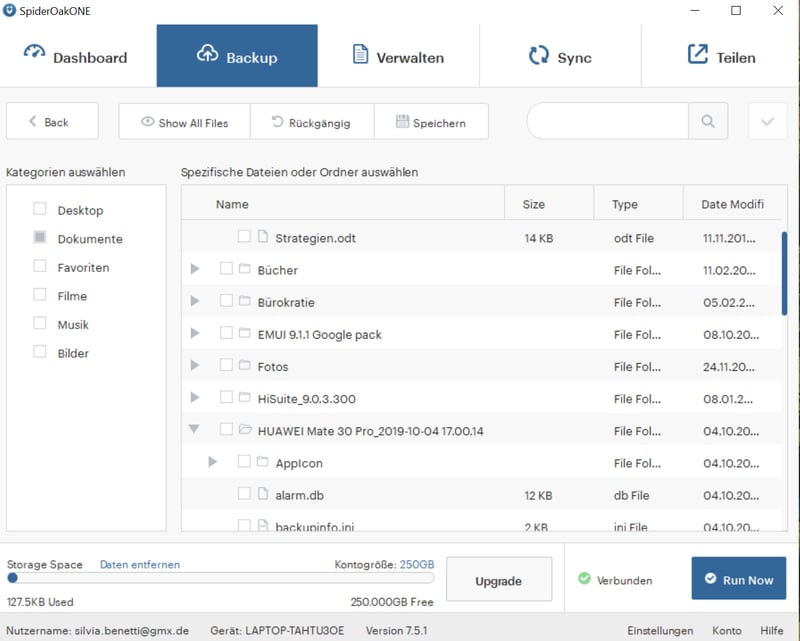 SpiderOakONE
Dashboard Backup Verwalten Sync Teilen
Back Show All Files Rückgängig Speichern
Kategorien auswählen Spezifische Dateien oder Ordner auswählen
Name Size Type Date Modifi
Desktop
Dokumente
Favoriten
Filme
Musik
Bilder
Strategien.odt 14 KB odt File 11.11.201...
Bücher File Fol... 11.02.20...
Bürokratie File Fol... 05.02.2...
EMUI 9.1.1 Google pack File Fol... 08.10.20...
Fotos File Fol... 24.11.20...
HiSuite_9.0.3.300 File Fol... 08.01.2...
HUAWEI Mate 30 Pro_2019-10-04 17.00.14 File Fol... 04.10.20...
AppIcon File Fol... 04.10.20...
alarm.db 12 KB db File 04.10.20...
backupinfo.ini 2 KB ini File 04.10.20...
Storage Space Daten entfernen Kontogröße: 250GB
127.5KB Used 250.000GB Free
Upgrade Verbunden Run Now
Nutzername: silvia.benetti@gmx.de Gerät: LAPTOP-TAHTU3OE Version 7.5.1 Einstellungen Konto Hilfe